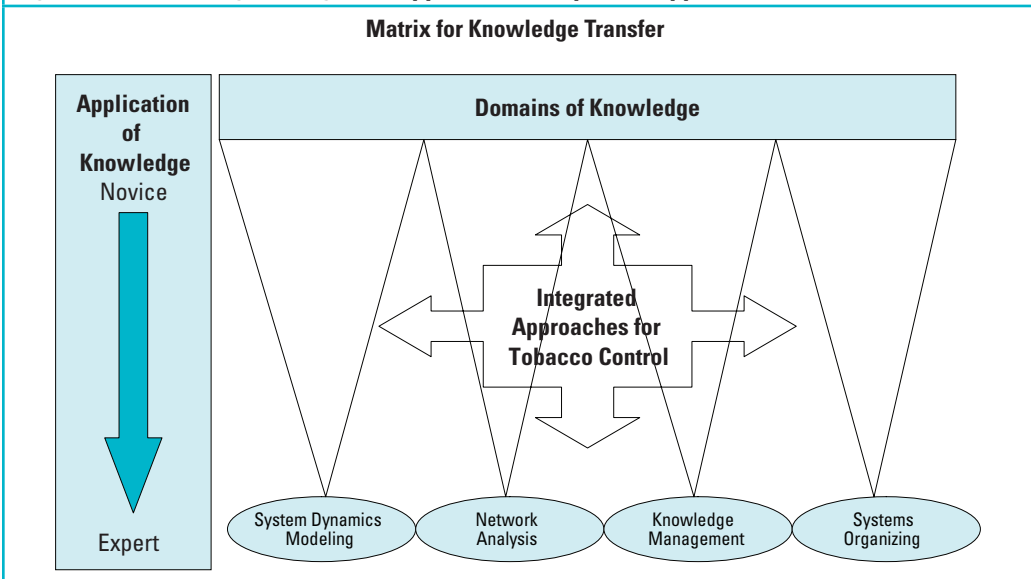 Matrix for Knowledge Transfer
Application
of
Knowledge
Novice
Expert
Domains of Knowledge
Integrated
Approaches for
Tobacco Control
System Dynamics
Modeling
Network
Analysis
Knowledge
Management
Systems
Organizing